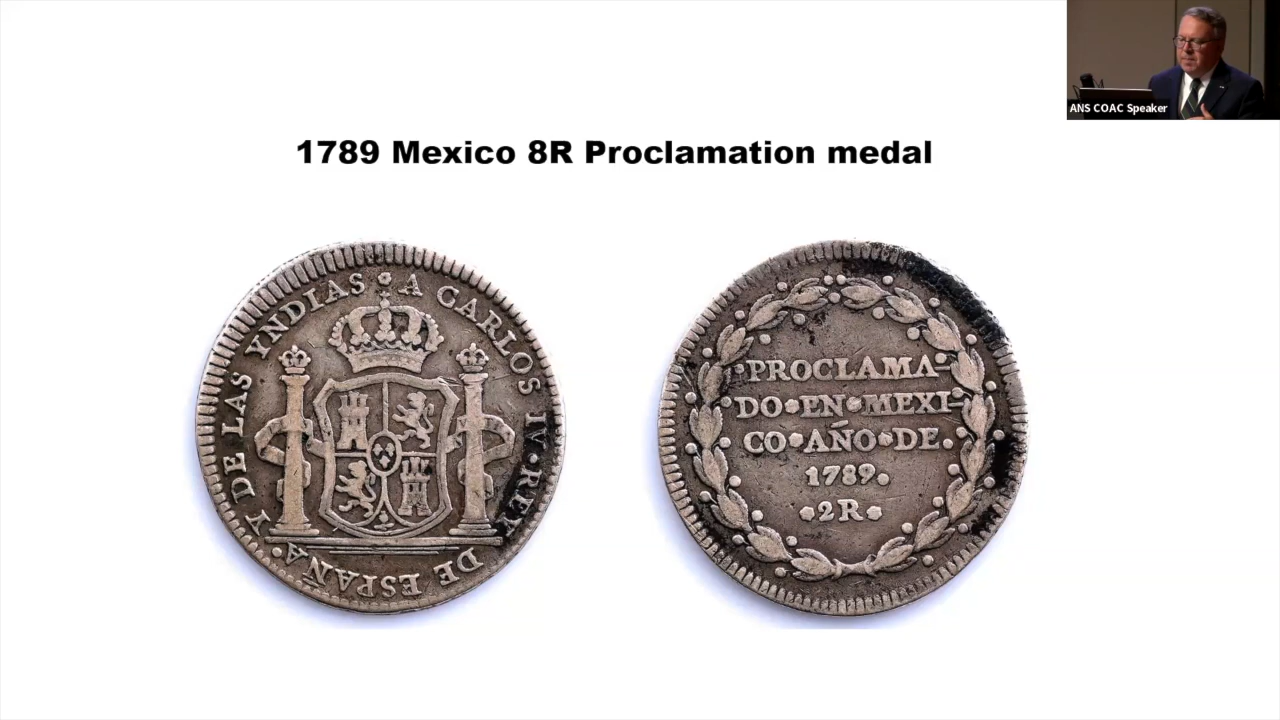 ANS COAC Speaker
1789 Mexico 8R Proclamation medal
A CARLOS IV • REY DE ESPAÑA • Y DE LAS YNDIAS
•PROCLAMA-
DO•EN•MEXI-
CO•AÑO•DE.
1789.
•2R•